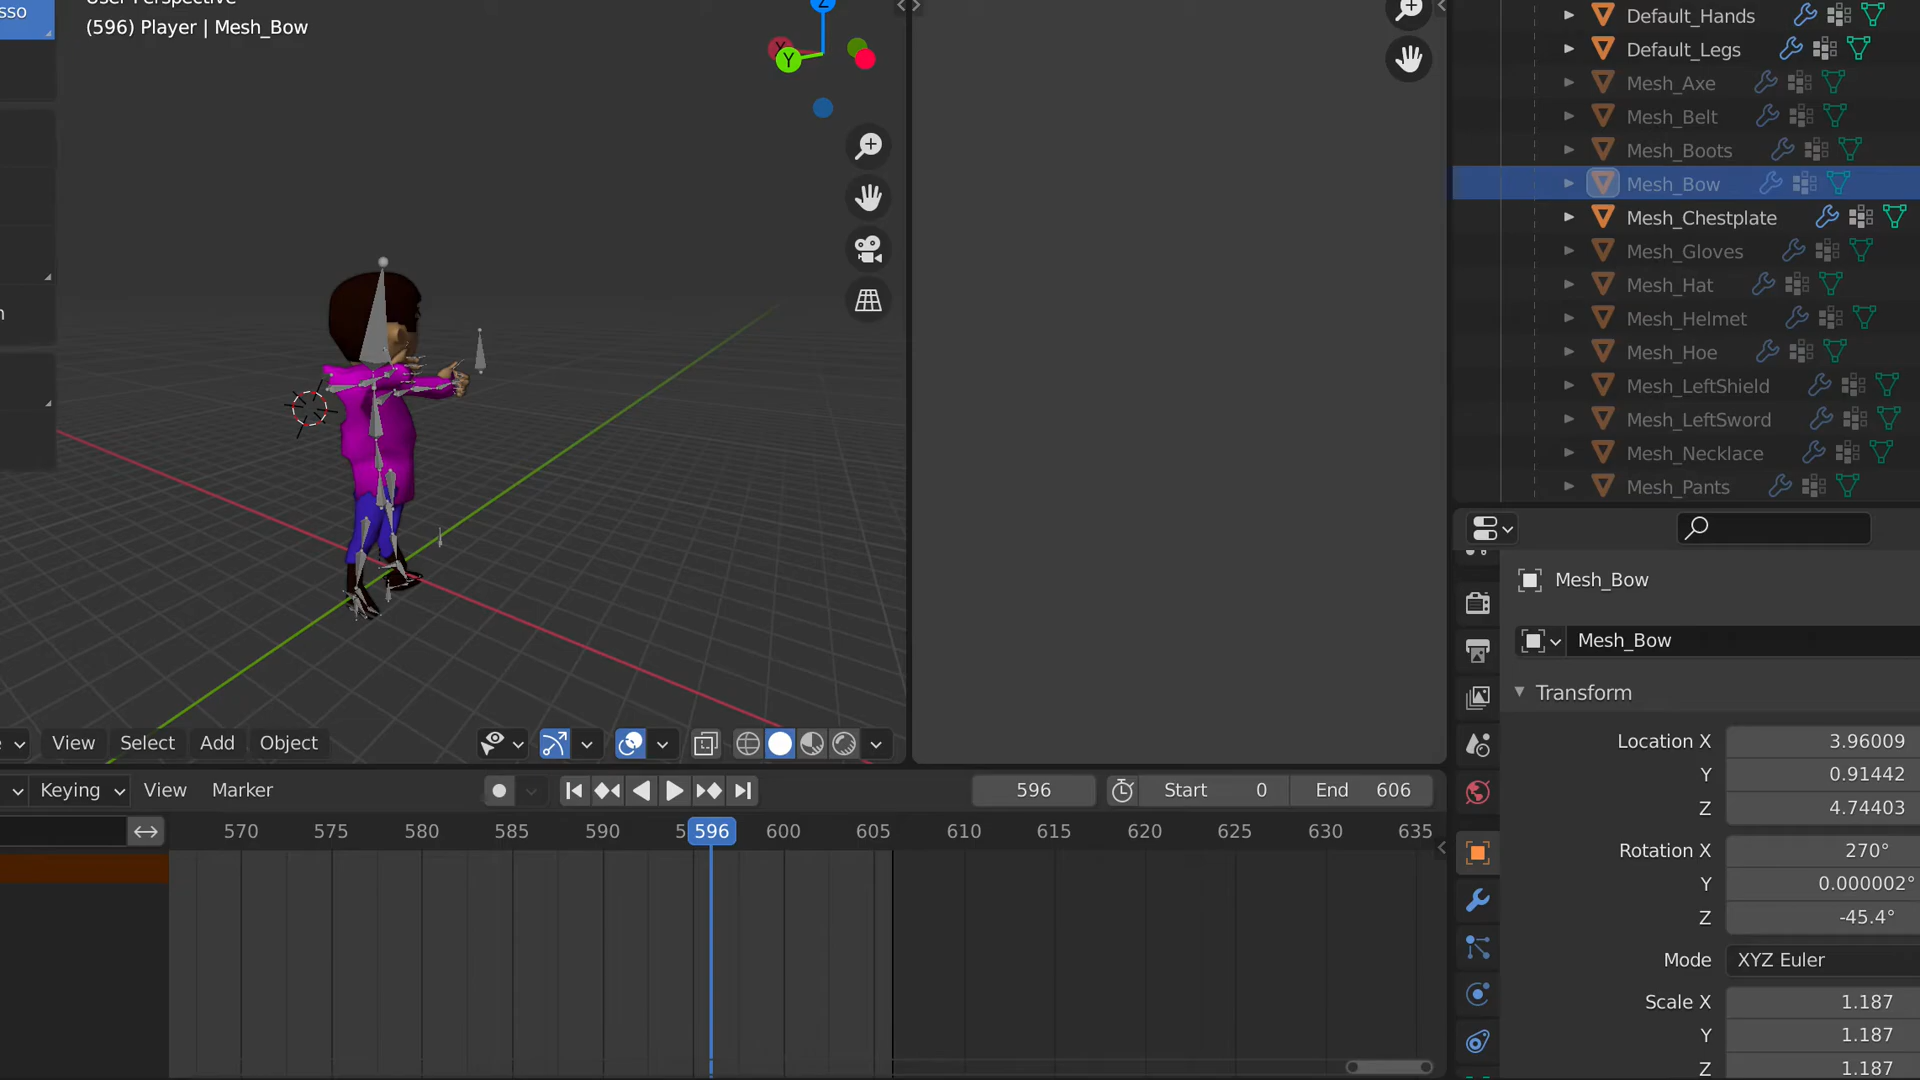 sso
User Perspective
(596) Player | Mesh_Bow
Z
X
Y
n
View
Select
Add
Object
Keying
View
Marker
596
Start 0
End 606
570
575
580
585
590
596
600
605
610
615
620
625
630
635
Default_Hands
Default_Legs
Mesh_Axe
Mesh_Belt
Mesh_Boots
Mesh_Bow
Mesh_Chestplate
Mesh_Gloves
Mesh_Hat
Mesh_Helmet
Mesh_Hoe
Mesh_LeftShield
Mesh_LeftSword
Mesh_Necklace
Mesh_Pants
Mesh_Bow
Mesh_Bow
Transform
Location X 3.96009
Y 0.91442
Z 4.74403
Rotation X 270°
Y 0.000002°
Z -45.4°
Mode XYZ Euler
Scale X 1.187
Y 1.187
Z 1.187